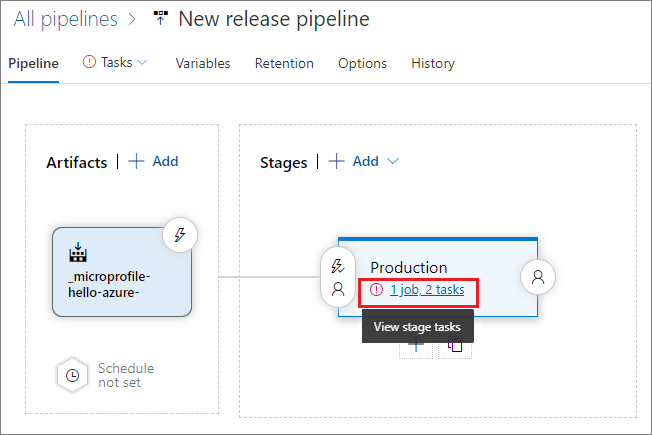 All pipelines > New release pipeline
Pipeline Tasks Variables Retention Options History
Artifacts | + Add
Stages | + Add
_microprofile-
hello-azure-
Production
1 job, 2 tasks
View stage tasks
Schedule
not set